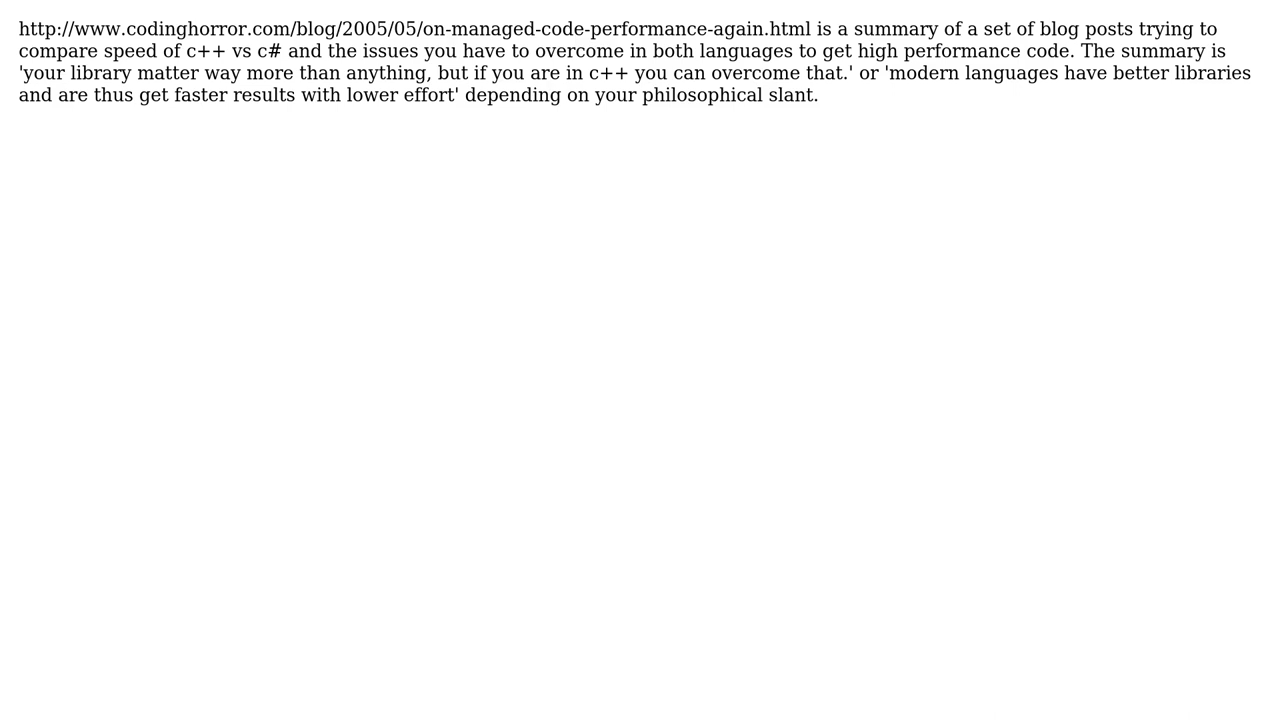 http://www.codinghorror.com/blog/2005/05/on-managed-code-performance-again.html is a summary of a set of blog posts trying to
compare speed of c++ vs c# and the issues you have to overcome in both languages to get high performance code. The summary is
'your library matter way more than anything, but if you are in c++ you can overcome that.' or 'modern languages have better libraries
and are thus get faster results with lower effort' depending on your philosophical slant.